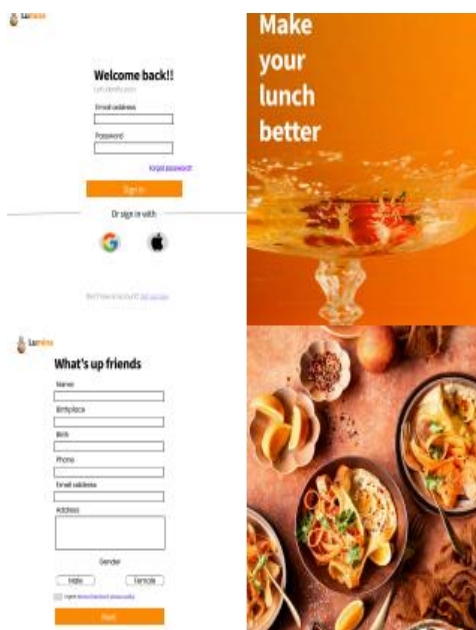 Make
your
lunch
better
Welcome back!!
Email address
Password
Forgot password?
Sign in
Or sign in with
What's up friends
Name
Birthplace
Birth
Phone
Email address
Address
Gender
Male Female
Next